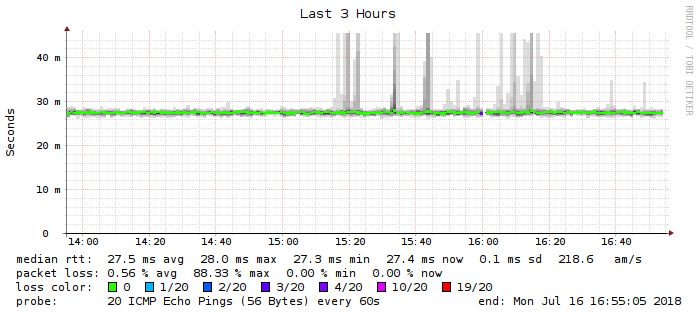 Last 3 Hours
RRDTOOL / TOBI OETIKER
Seconds
40 m
30 m
20 m
10 m
0
14:00 14:20 14:40 15:00 15:20 15:40 16:00 16:20 16:40
median rtt: 27.5 ms avg 28.0 ms max 27.3 ms min 27.4 ms now 0.1 ms sd 218.6 am/s
packet loss: 0.56 % avg 88.33 % max 0.00 % min 0.00 % now
loss color: 0 1/20 2/20 3/20 4/20 10/20 19/20
probe: 20 ICMP Echo Pings (56 Bytes) every 60s end: Mon Jul 16 16:55:05 2018